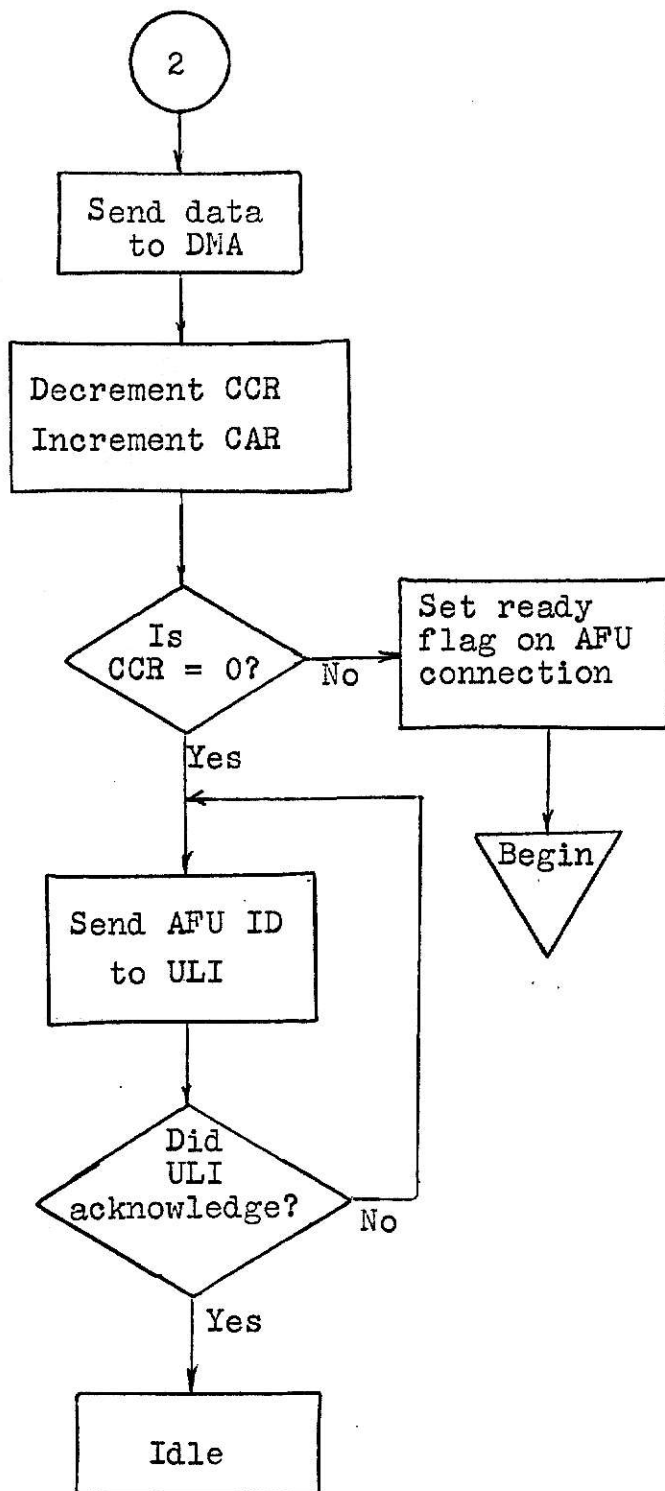 2
Send data
to DMA
Decrement CCR
Increment CAR
Is
CCR = 0?
No
Set ready
flag on AFU
connection
Yes
Begin
Send AFU ID
to ULI
Did
ULI
acknowledge?
No
Yes
Idle